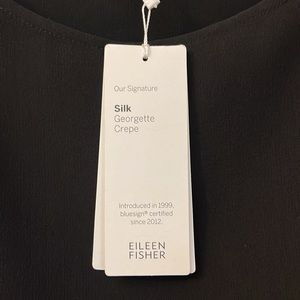 Our Signature
Silk
Georgette
Crepe
Introduced in 1999,
bluesign® certified
since 2012.
EILEEN
FISHER